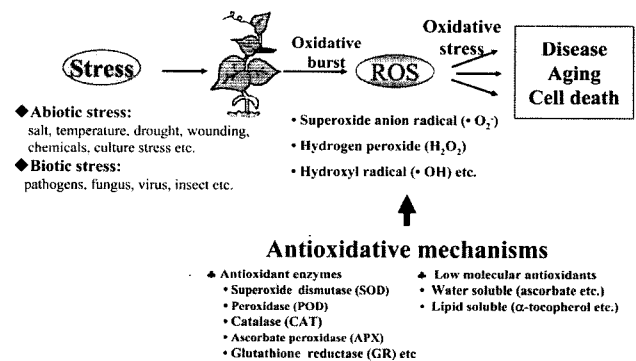 Stress
Oxidative
burst
ROS
Oxidative
stress
Disease
Aging
Cell death
◆Abiotic stress:
salt, temperature, drought, wounding,
chemicals, culture stress etc.
◆Biotic stress:
pathogens, fungus, virus, insect etc.
• Superoxide anion radical (• O₂⁻)
• Hydrogen peroxide (H₂O₂)
• Hydroxyl radical (• OH) etc.
Antioxidative mechanisms
♣ Antioxidant enzymes
• Superoxide dismutase (SOD)
• Peroxidase (POD)
• Catalase (CAT)
• Ascorbate peroxidase (APX)
• Glutathione reductase (GR) etc
♣ Low molecular antioxidants
• Water soluble (ascorbate etc.)
• Lipid soluble (α-tocopherol etc.)